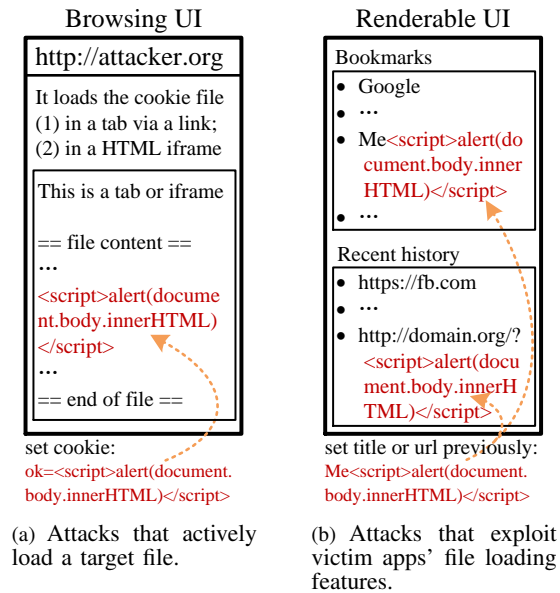 Browsing UI
http://attacker.org
It loads the cookie file
(1) in a tab via a link;
(2) in a HTML iframe
This is a tab or iframe
== file content ==
···
<script>alert(docume
nt.body.innerHTML)
</script>
···
== end of file ==
set cookie:
ok=<script>alert(document.
body.innerHTML)</script>
(a) Attacks that actively
load a target file.
Renderable UI
Bookmarks
• Google
• ···
• Me<script>alert(do
cument.body.inner
HTML)</script>
• ···
Recent history
• https://fb.com
• ···
• http://domain.org/?
<script>alert(docu
ment.body.innerH
TML)</script>
set title or url previously:
Me<script>alert(document.
body.innerHTML)</script>
(b) Attacks that exploit
victim apps' file loading
features.